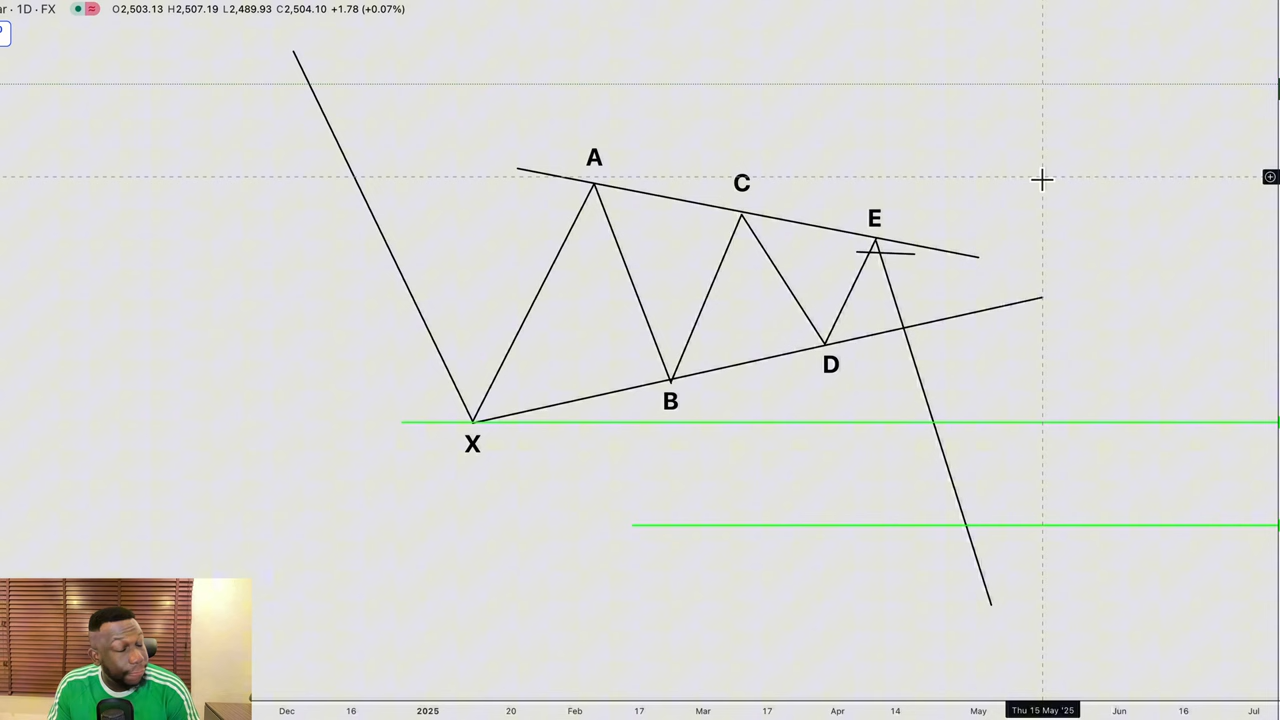 ar · 1D · FX O2,503.13 H2,507.19 L2,489.93 C2,504.10 +1.78 (+0.07%)
A
C
E
D
B
X
Dec 16 2025 20 Feb 17 Mar 17 Apr 14 May Thu 15 May '25 Jun 16 Jul